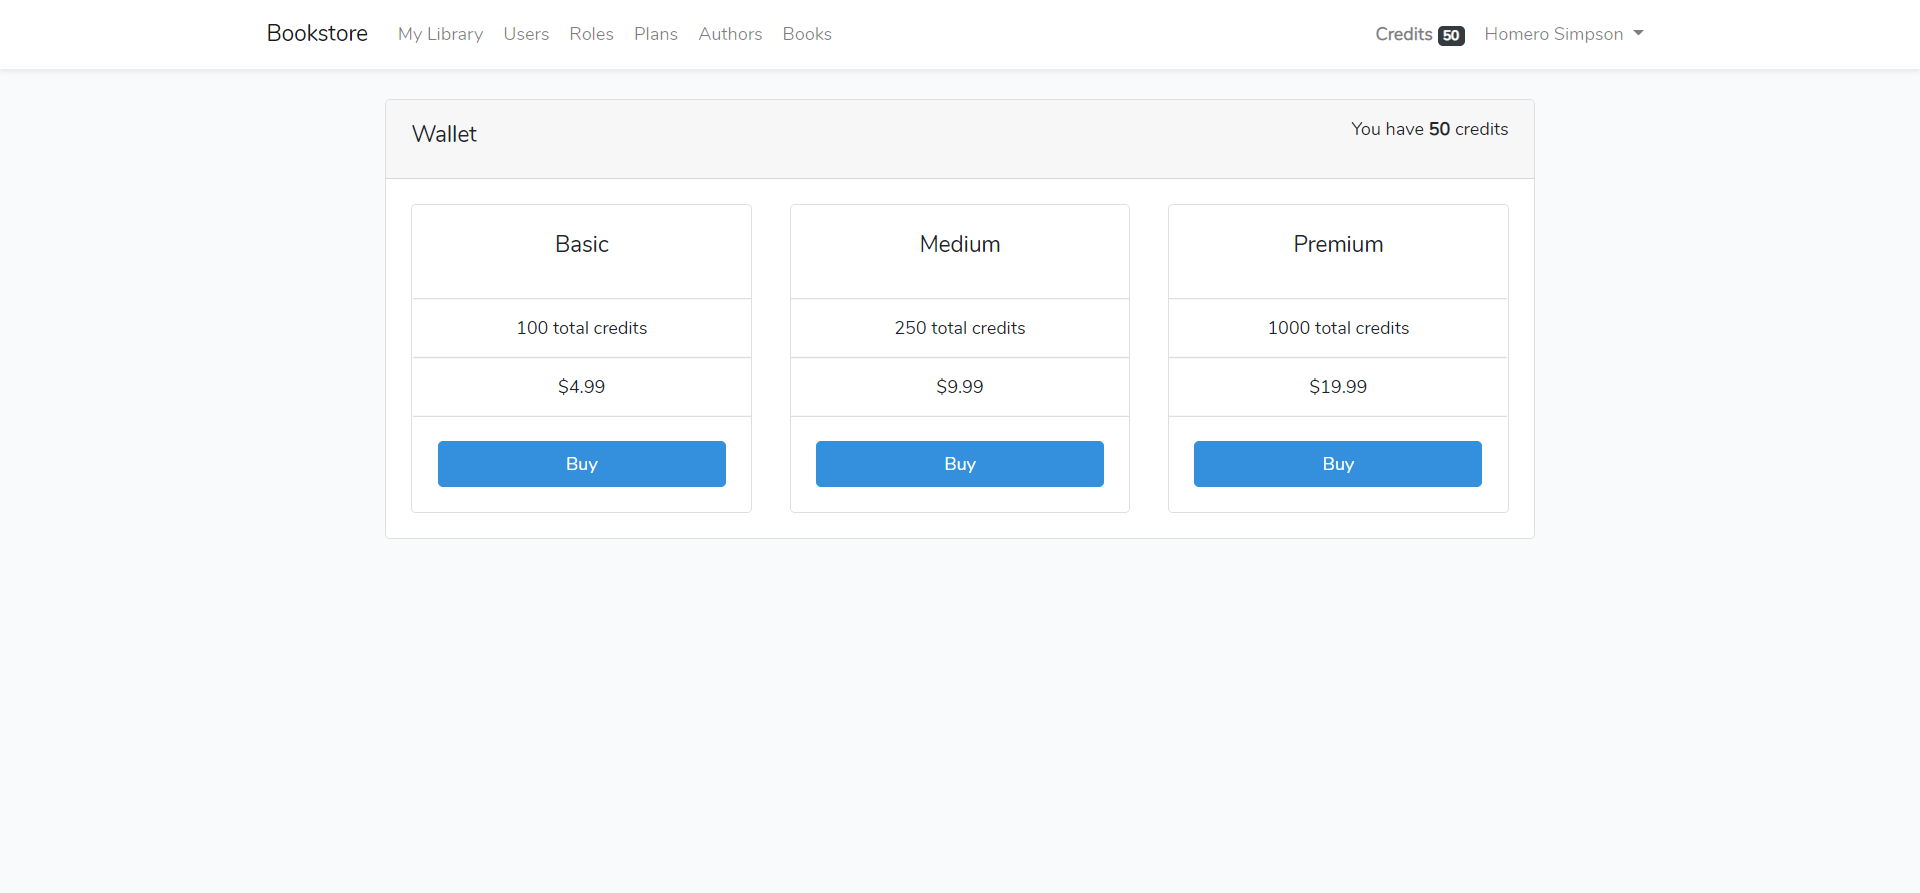 Bookstore My Library Users Roles Plans Authors Books Credits 50 Homero Simpson
Wallet
You have 50 credits
Basic
100 total credits
$4.99
Buy
Medium
250 total credits
$9.99
Buy
Premium
1000 total credits
$19.99
Buy